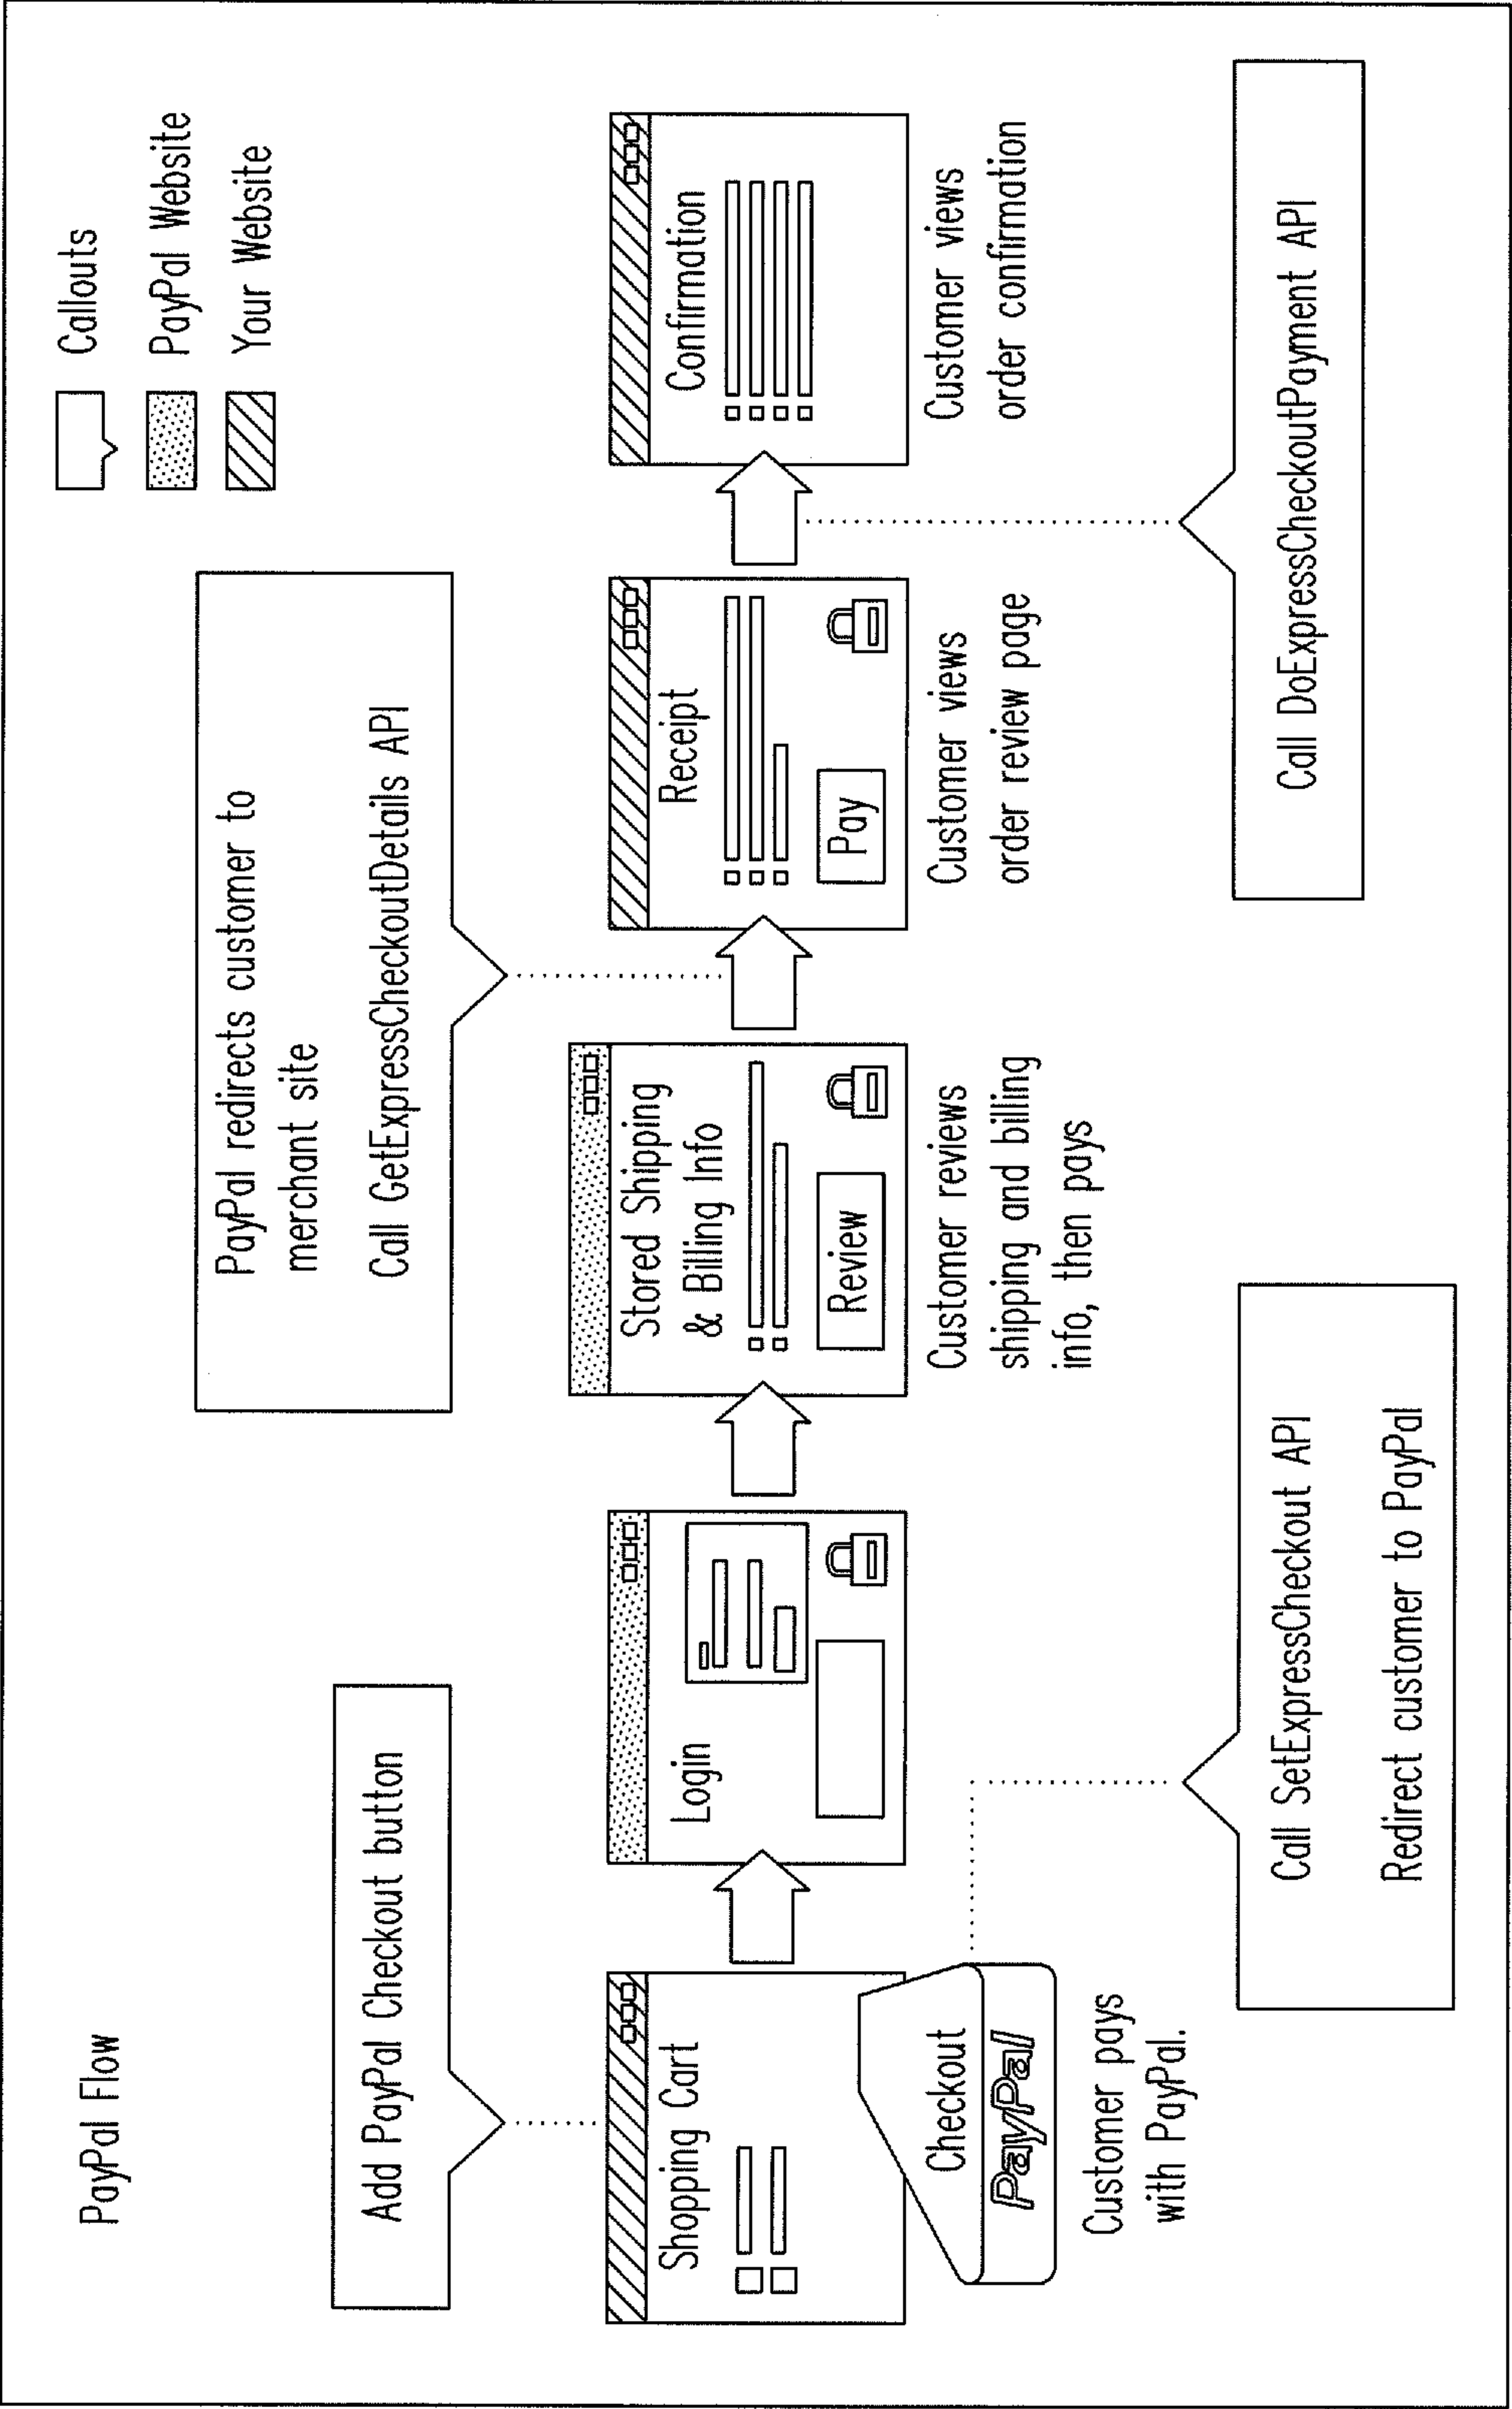 PayPal Flow
Callouts
PayPal Website
Your Website
Add PayPal Checkout button
PayPal redirects customer to
merchant site
Call GetExpressCheckoutDetails API
Shopping Cart
Checkout
PayPal
Customer pays
with PayPal.
Login
Stored Shipping
& Billing Info
Review
Customer reviews
shipping and billing
info, then pays
Receipt
Pay
Customer views
order review page
Confirmation
Customer views
order confirmation
Call SetExpressCheckout API
Redirect customer to PayPal
Call DoExpressCheckoutPayment API